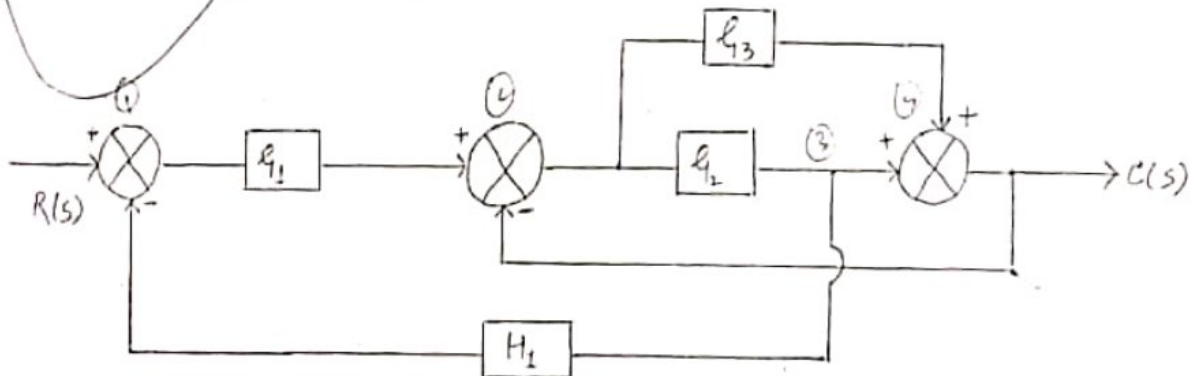 G3
① ② ④ +
+ + ③ +
G1 G2 C(s)
R(s) - -
H1